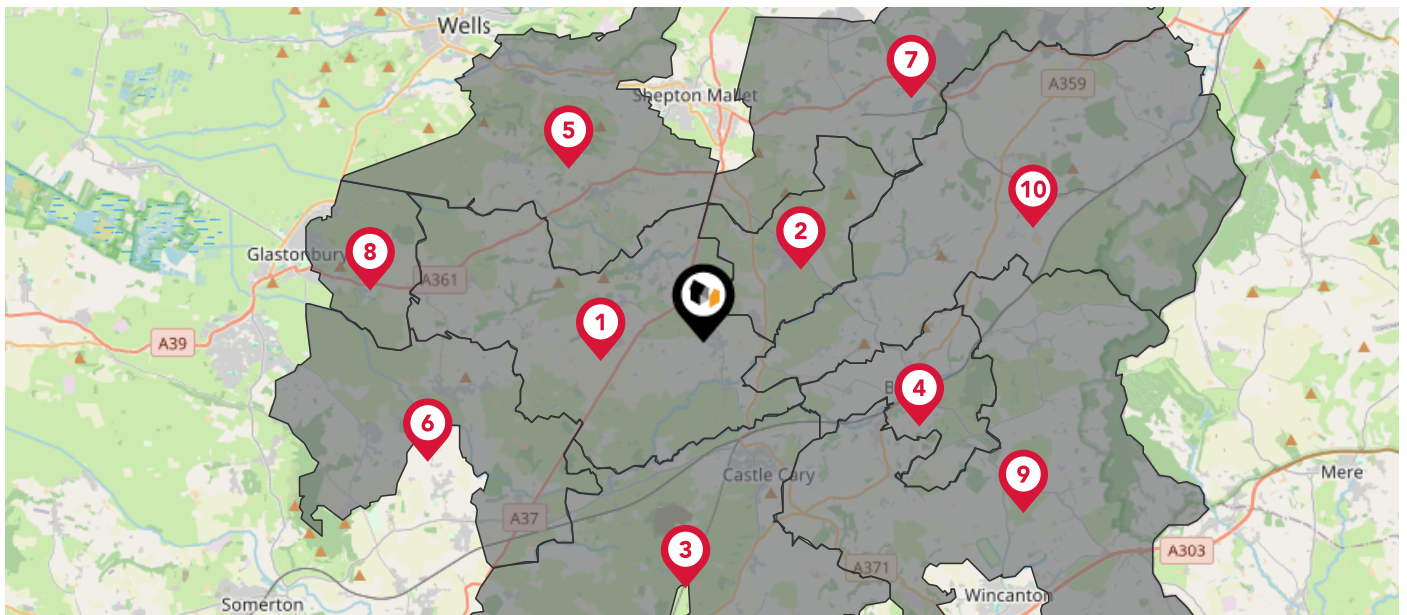 Wells
7
A359
Shepton Mallet
5
10
2
Glastonbury
8
A361
1
A39
4
6
Castle Cary
9
Mere
A37
3
A303
A371
Wincanton
Somerton